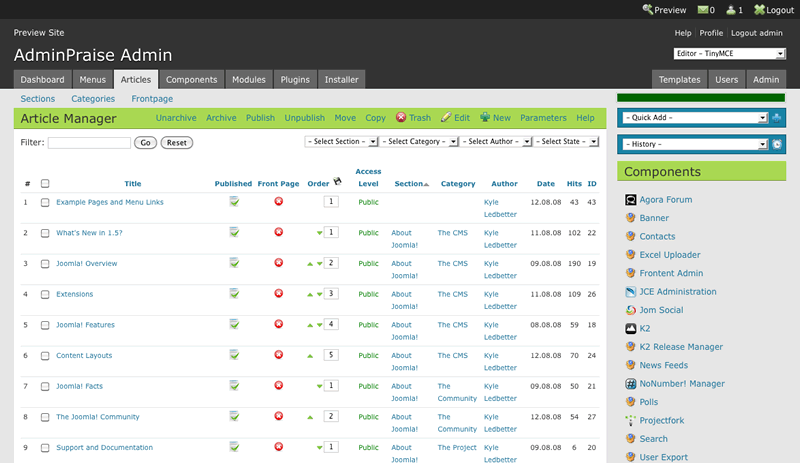 Preview 0 1 Logout
Preview Site
Help Profile Logout admin
AdminPraise Admin
Editor - TinyMCE
Dashboard Menus Articles Components Modules Plugins Installer Templates Users Admin
Sections Categories Frontpage
Article Manager Unarchive Archive Publish Unpublish Move Copy Trash Edit New Parameters Help
Filter: Go Reset - Select Section - - Select Category - - Select Author - - Select State -
# Title Published Front Page Order Access Level Section Category Author Date Hits ID
1 Example Pages and Menu Links 1 Public Kyle Ledbetter 12.08.08 43 43
2 What's New in 1.5? 1 Public About Joomla! The CMS Kyle Ledbetter 11.08.08 102 22
3 Joomla! Overview 2 Public About Joomla! The CMS Kyle Ledbetter 09.08.08 190 19
4 Extensions 3 Public About Joomla! The CMS Kyle Ledbetter 11.08.08 109 26
5 Joomla! Features 4 Public About Joomla! The CMS Kyle Ledbetter 08.08.08 59 18
6 Content Layouts 5 Public About Joomla! The CMS Kyle Ledbetter 12.08.08 70 24
7 Joomla! Facts 1 Public About Joomla! The Community Kyle Ledbetter 09.08.08 50 21
8 The Joomla! Community 2 Public About Joomla! The Community Kyle Ledbetter 12.08.08 54 27
9 Support and Documentation 1 Public About Joomla! The Project Kyle Ledbetter 09.08.08 6 20
- Quick Add -
- History -
Components
Agora Forum
Banner
Contacts
Excel Uploader
Frontent Admin
JCE Administration
Jom Social
K2
K2 Release Manager
News Feeds
NoNumber! Manager
Polls
Projectfork
Search
User Export